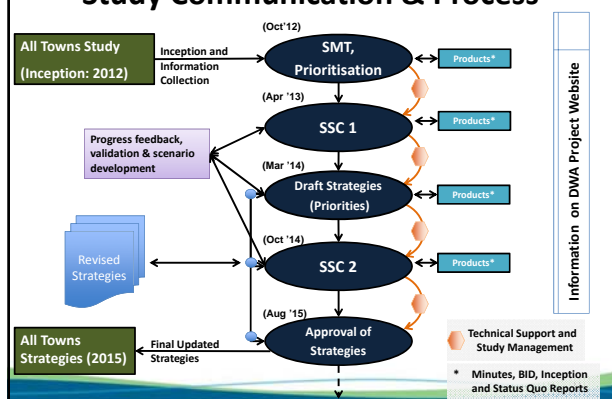 Study Communication & Process
All Towns Study
(Inception: 2012)
Inception and
Information
Collection
(Oct'12)
SMT,
Prioritisation
Products*
(Apr '13)
SSC 1
Products*
Progress feedback,
validation & scenario
development
(Mar '14)
Draft Strategies
(Priorities)
Products*
Revised
Strategies
(Oct '14)
SSC 2
Products*
(Aug '15)
Approval of
Strategies
All Towns
Strategies (2015)
Final Updated
Strategies
Information on DWA Project Website
Technical Support and
Study Management
* Minutes, BID, Inception
and Status Quo Reports